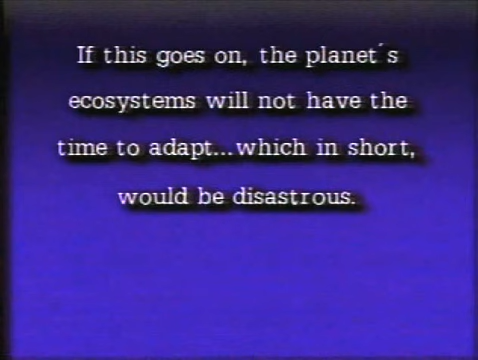 If this goes on, the planet´s
ecosystems will not have the
time to adapt...which in short,
would be disastrous.